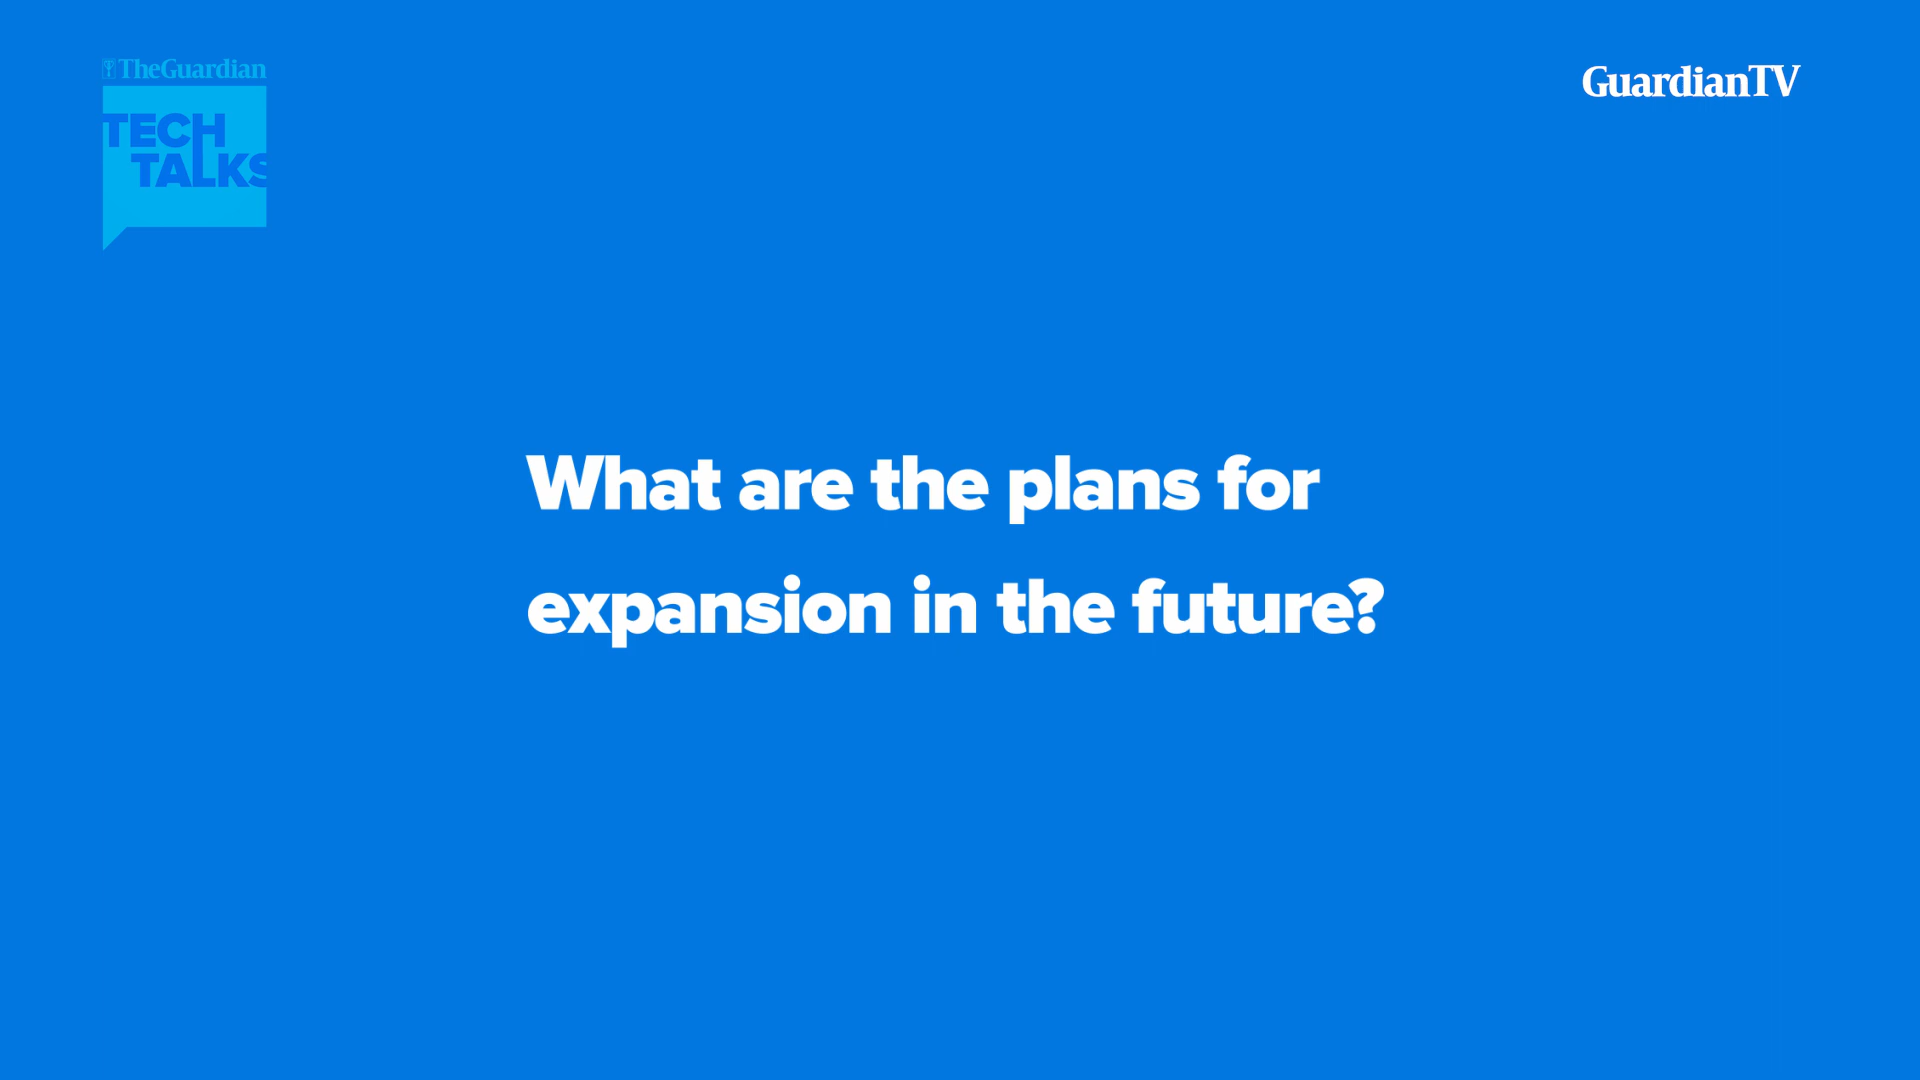 TheGuardian
TECH
TALKS
GuardianTV
What are the plans for
expansion in the future?